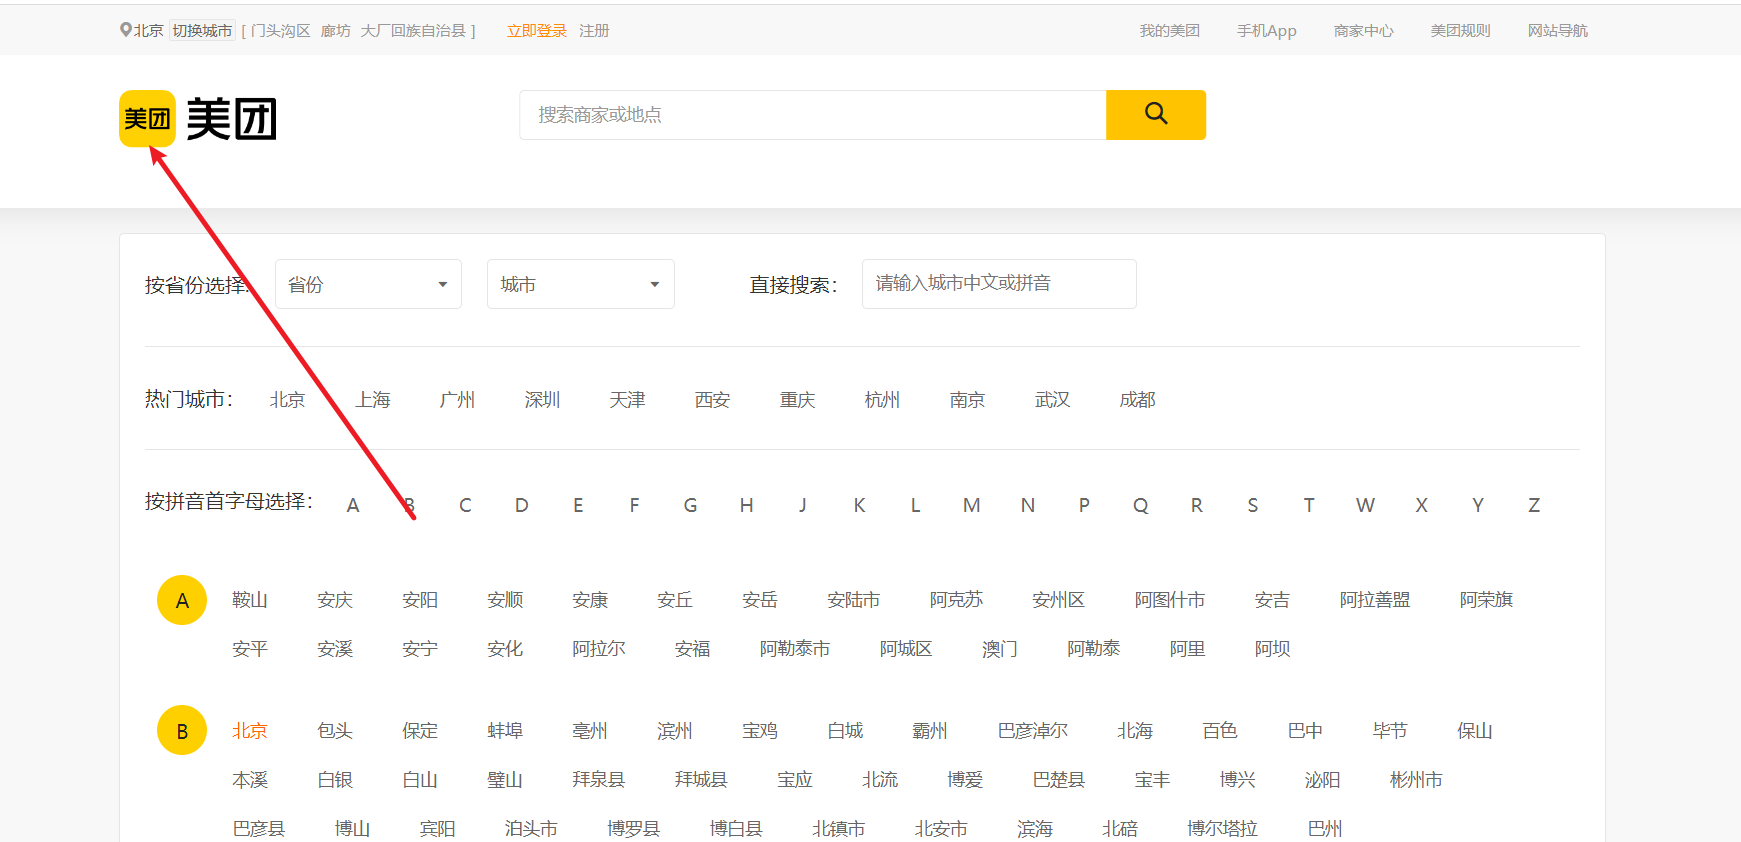 北京 切换城市 [ 门头沟区 廊坊 大厂回族自治县 ] 立即登录 注册 我的美团 手机App 商家中心 美团规则 网站导航
美团 美团 搜索商家或地点
按省份选择: 省份 城市 直接搜索： 请输入城市中文或拼音
热门城市： 北京 上海 广州 深圳 天津 西安 重庆 杭州 南京 武汉 成都
按拼音首字母选择： A B C D E F G H J K L M N P Q R S T W X Y Z
A 鞍山 安庆 安阳 安顺 安康 安丘 安岳 安陆市 阿克苏 安州区 阿图什市 安吉 阿拉善盟 阿荣旗
安平 安溪 安宁 安化 阿拉尔 安福 阿勒泰市 阿城区 澳门 阿勒泰 阿里 阿坝
B 北京 包头 保定 蚌埠 亳州 滨州 宝鸡 白城 霸州 巴彦淖尔 北海 百色 巴中 毕节 保山
本溪 白银 白山 璧山 拜泉县 拜城县 宝应 北流 博爱 巴楚县 宝丰 博兴 泌阳 彬州市
巴彦县 博山 宾阳 泊头市 博罗县 博白县 北镇市 北安市 滨海 北碚 博尔塔拉 巴州